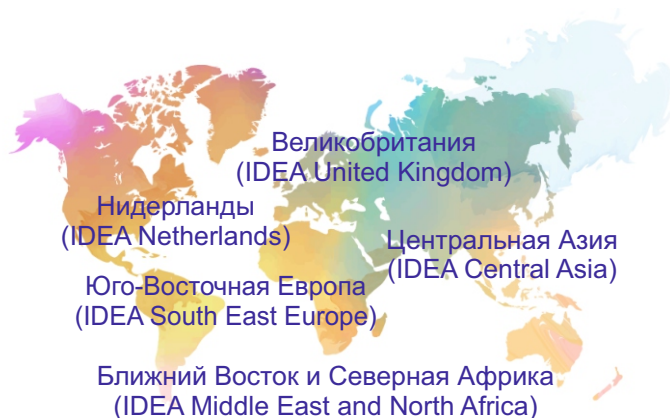 Великобритания
(IDEA United Kingdom)
Нидерланды
(IDEA Netherlands)
Центральная Азия
(IDEA Central Asia)
Юго-Восточная Европа
(IDEA South East Europe)
Ближний Восток и Северная Африка
(IDEA Middle East and North Africa)